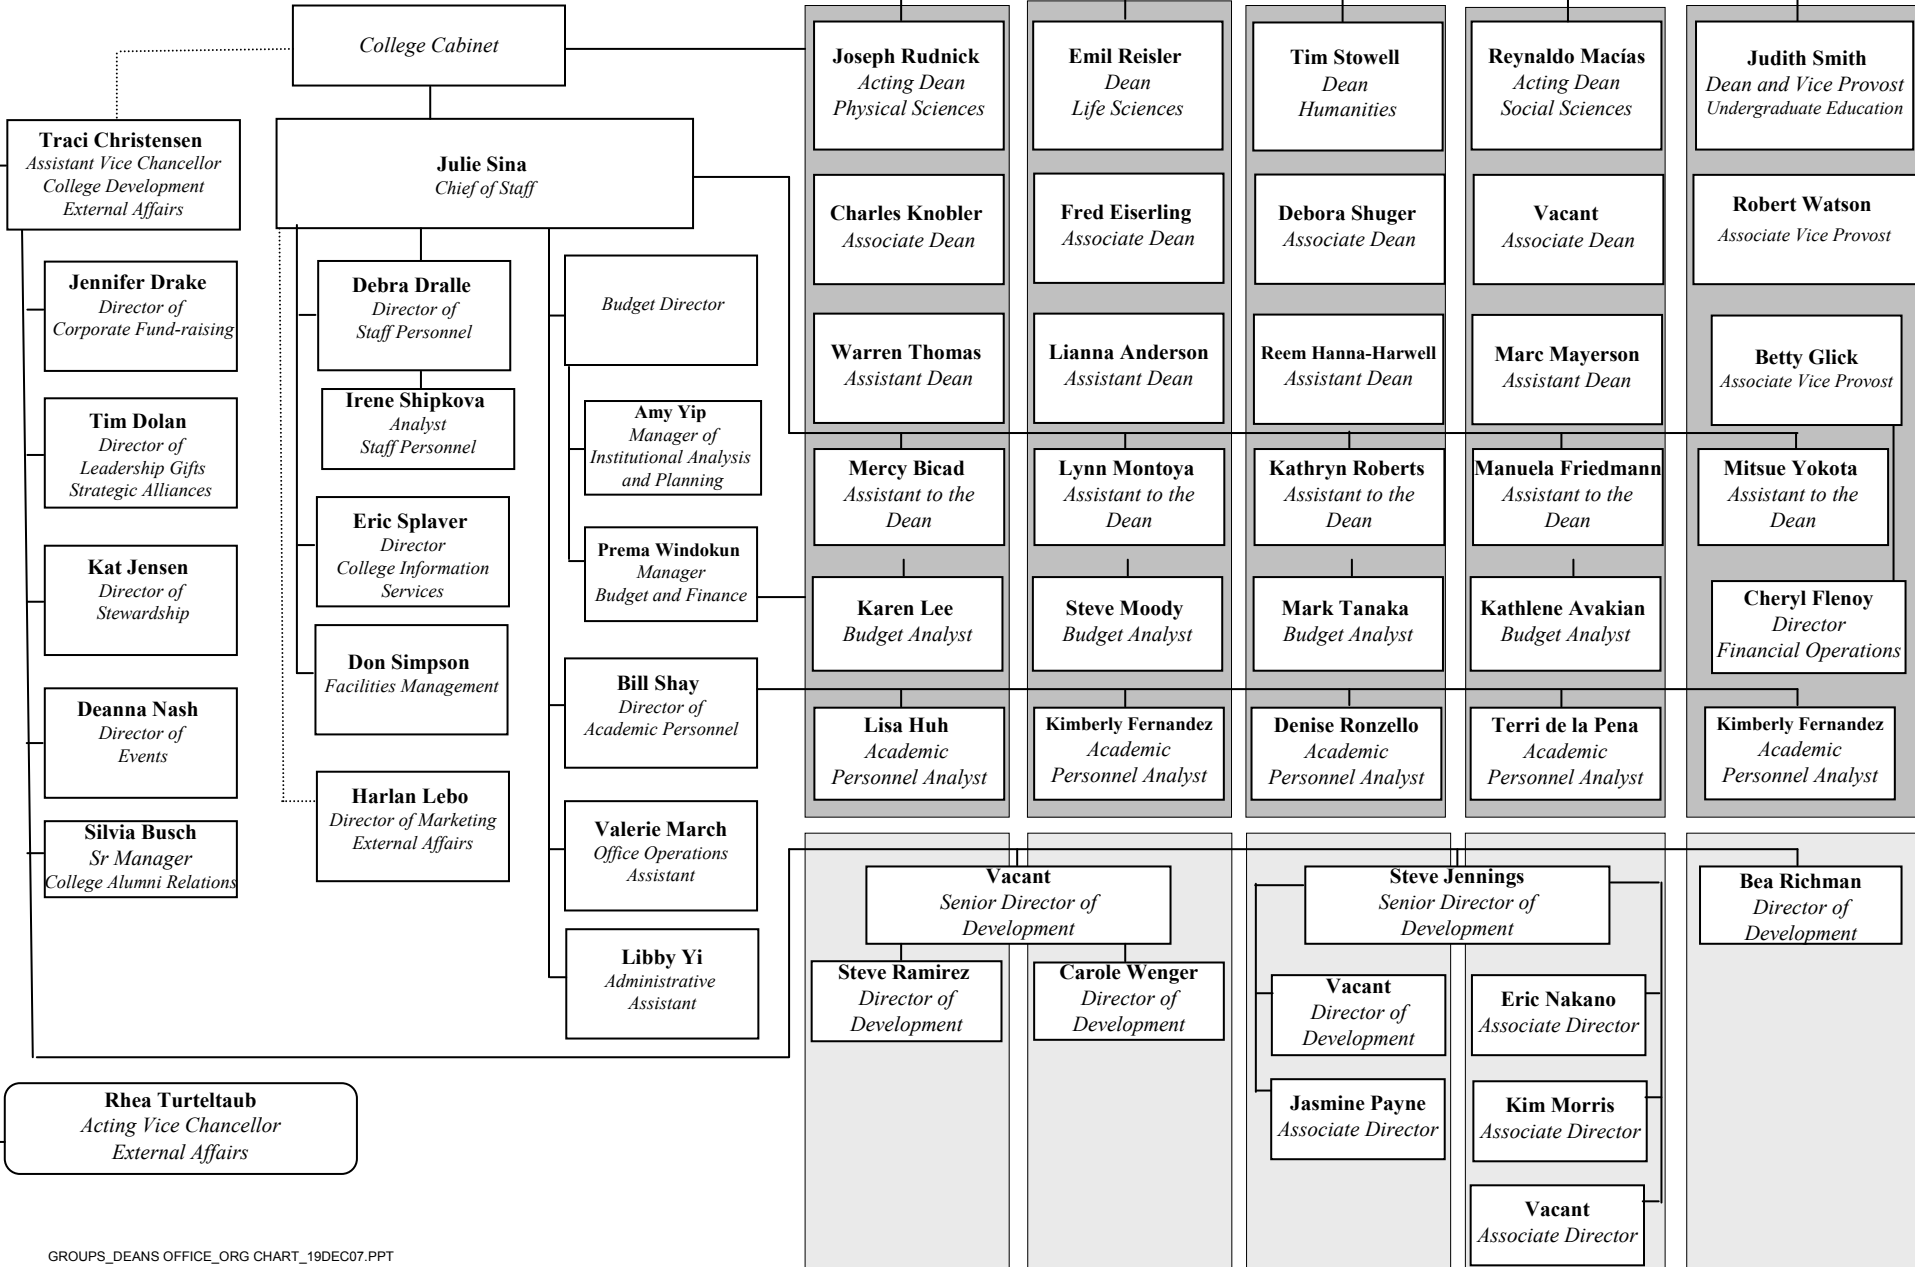 College Cabinet
Traci Christensen
Assistant Vice Chancellor
College Development
External Affairs
Julie Sina
Chief of Staff
Jennifer Drake
Director of
Corporate Fund-raising
Tim Dolan
Director of
Leadership Gifts
Strategic Alliances
Kat Jensen
Director of
Stewardship
Deanna Nash
Director of
Events
Silvia Busch
Sr Manager
College Alumni Relations
Debra Dralle
Director of
Staff Personnel
Irene Shipkova
Analyst
Staff Personnel
Eric Splaver
Director
College Information
Services
Don Simpson
Facilities Management
Harlan Lebo
Director of Marketing
External Affairs
Budget Director
Amy Yip
Manager of
Institutional Analysis
and Planning
Prema Windokun
Manager
Budget and Finance
Bill Shay
Director of
Academic Personnel
Valerie March
Office Operations
Assistant
Libby Yi
Administrative
Assistant
Joseph Rudnick
Acting Dean
Physical Sciences
Charles Knobler
Associate Dean
Warren Thomas
Assistant Dean
Mercy Bicad
Assistant to the
Dean
Karen Lee
Budget Analyst
Lisa Huh
Academic
Personnel Analyst
Emil Reisler
Dean
Life Sciences
Fred Eiserling
Associate Dean
Lianna Anderson
Assistant Dean
Lynn Montoya
Assistant to the
Dean
Steve Moody
Budget Analyst
Kimberly Fernandez
Academic
Personnel Analyst
Tim Stowell
Dean
Humanities
Debora Shuger
Associate Dean
Reem Hanna-Harwell
Assistant Dean
Kathryn Roberts
Assistant to the
Dean
Mark Tanaka
Budget Analyst
Denise Ronzello
Academic
Personnel Analyst
Reynaldo Macías
Acting Dean
Social Sciences
Vacant
Associate Dean
Marc Mayerson
Assistant Dean
Manuela Friedmann
Assistant to the
Dean
Kathlene Avakian
Budget Analyst
Terri de la Pena
Academic
Personnel Analyst
Judith Smith
Dean and Vice Provost
Undergraduate Education
Robert Watson
Associate Vice Provost
Betty Glick
Associate Vice Provost
Mitsue Yokota
Assistant to the
Dean
Cheryl Flenoy
Director
Financial Operations
Kimberly Fernandez
Academic
Personnel Analyst
Vacant
Senior Director of
Development
Steve Ramirez
Director of
Development
Carole Wenger
Director of
Development
Steve Jennings
Senior Director of
Development
Vacant
Director of
Development
Jasmine Payne
Associate Director
Eric Nakano
Associate Director
Kim Morris
Associate Director
Vacant
Associate Director
Bea Richman
Director of
Development
Rhea Turteltaub
Acting Vice Chancellor
External Affairs
GROUPS_DEANS OFFICE_ORG CHART_19DEC07.PPT